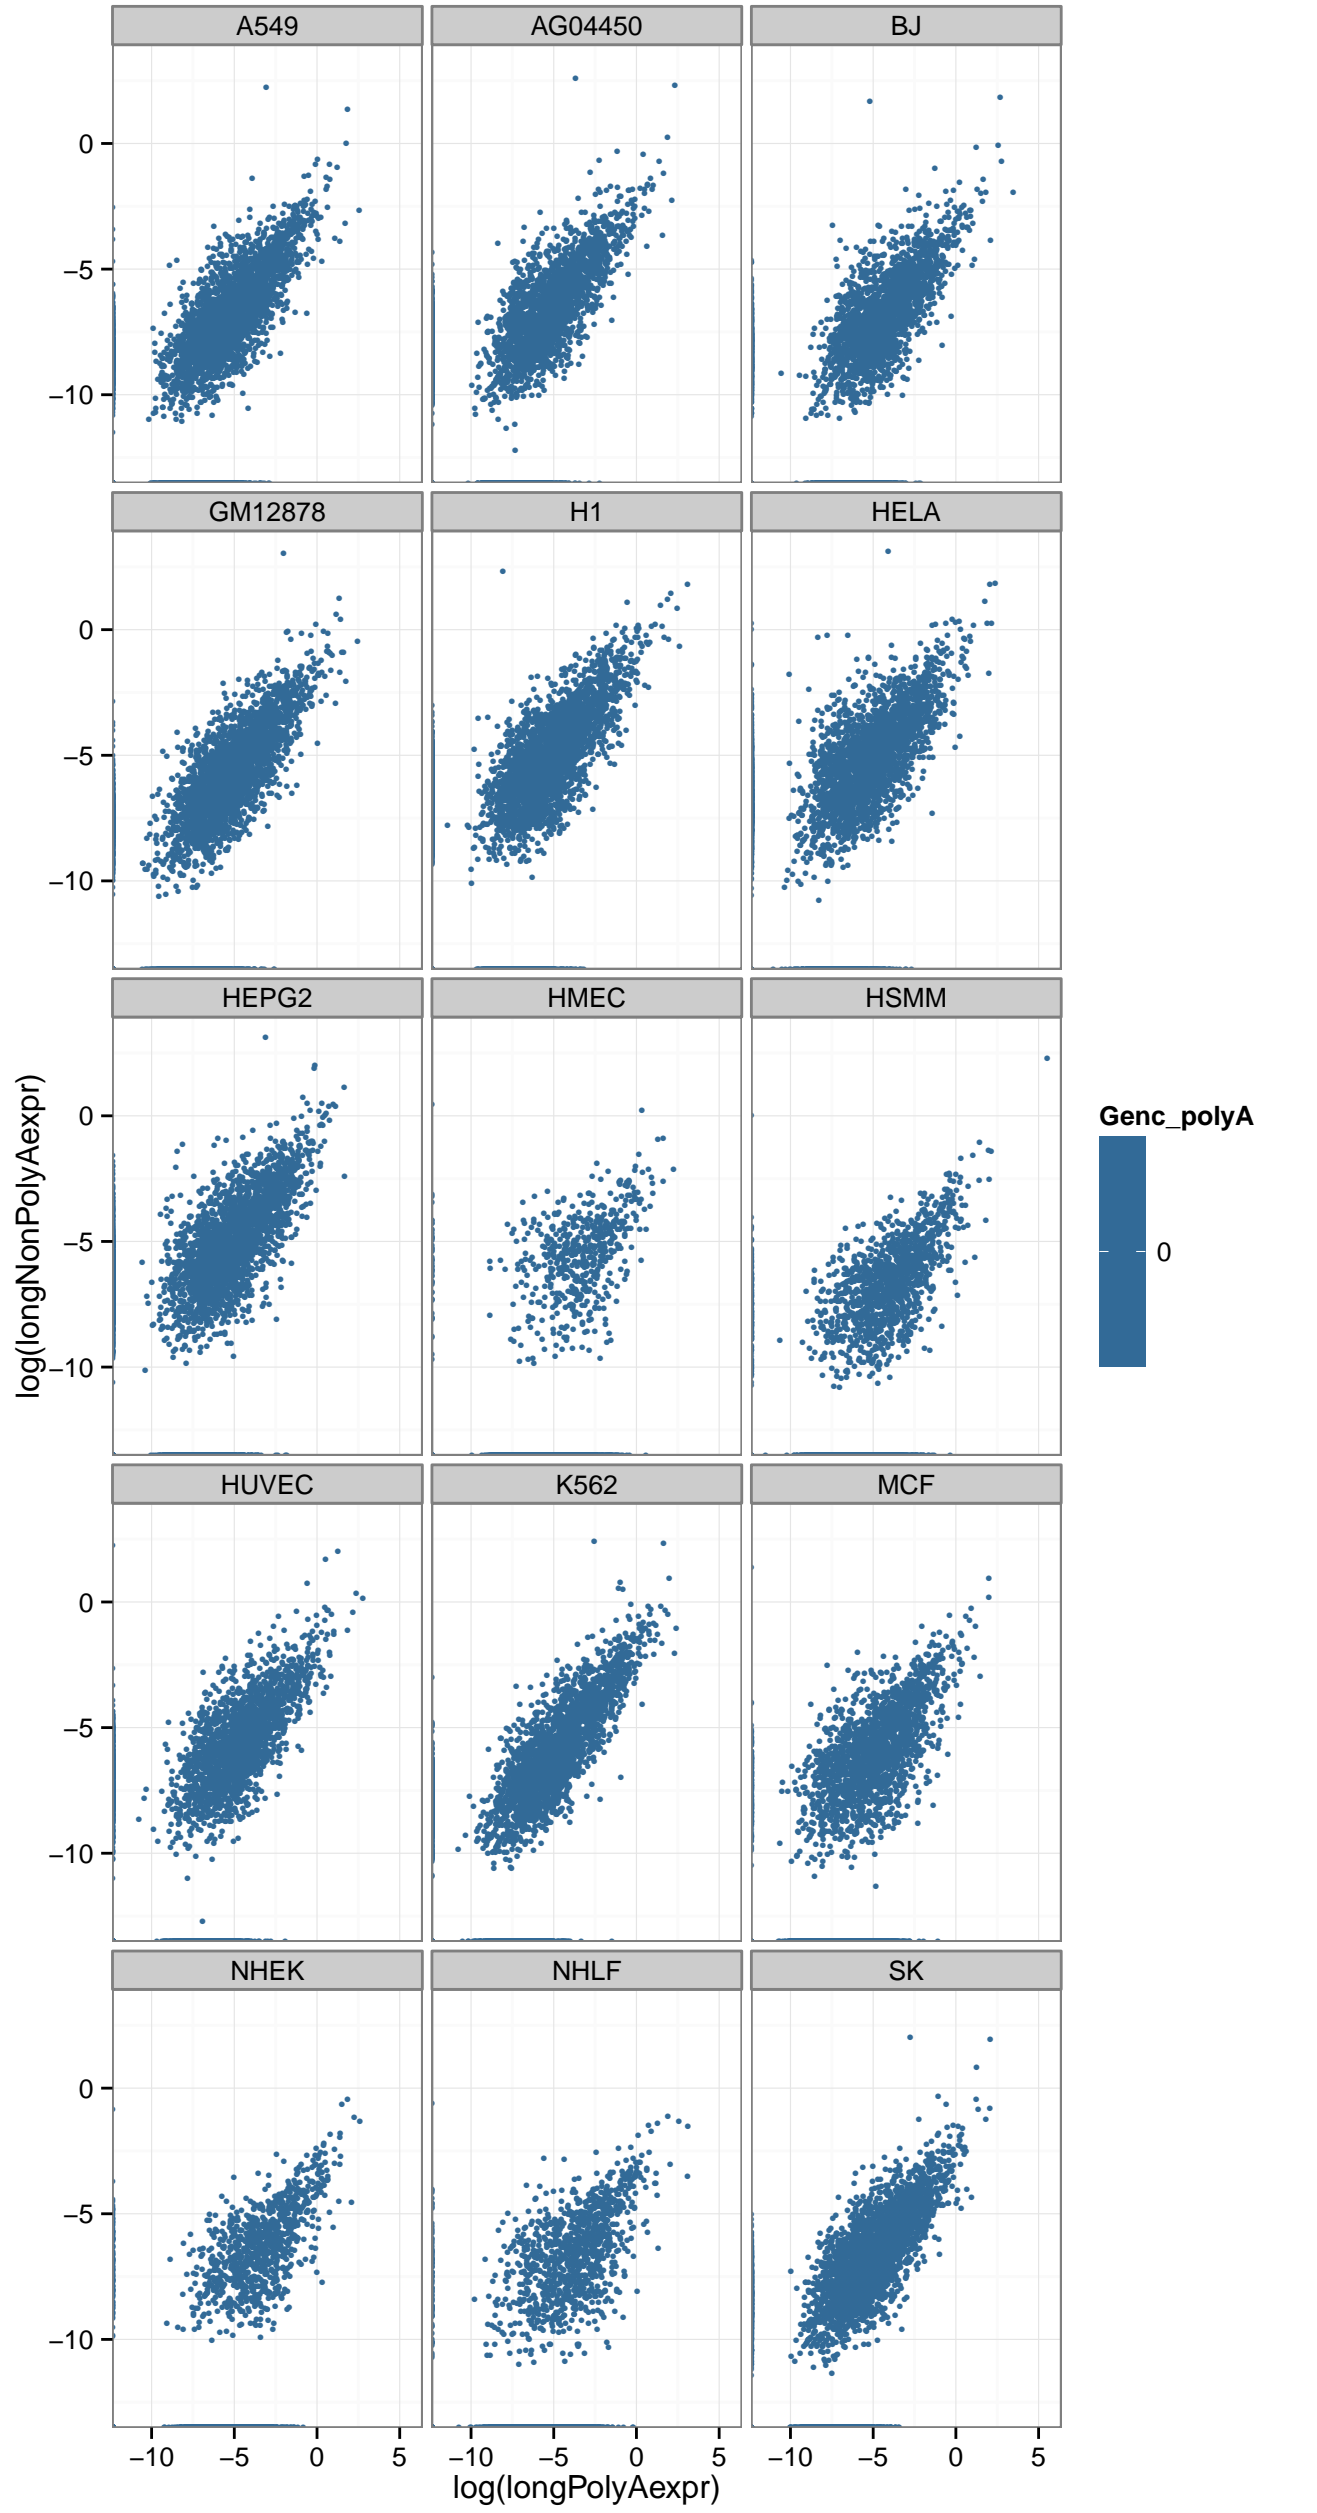 A549 AG04450 BJ
0
−5
−10
GM12878 H1 HELA
0
−5
−10
HEPG2 HMEC HSMM
0
−5
−10
log(longNonPolyAexpr)
Genc_polyA
0
HUVEC K562 MCF
0
−5
−10
NHEK NHLF SK
0
−5
−10
−10 −5 0 5 −10 −5 0 5 −10 −5 0 5
log(longPolyAexpr)